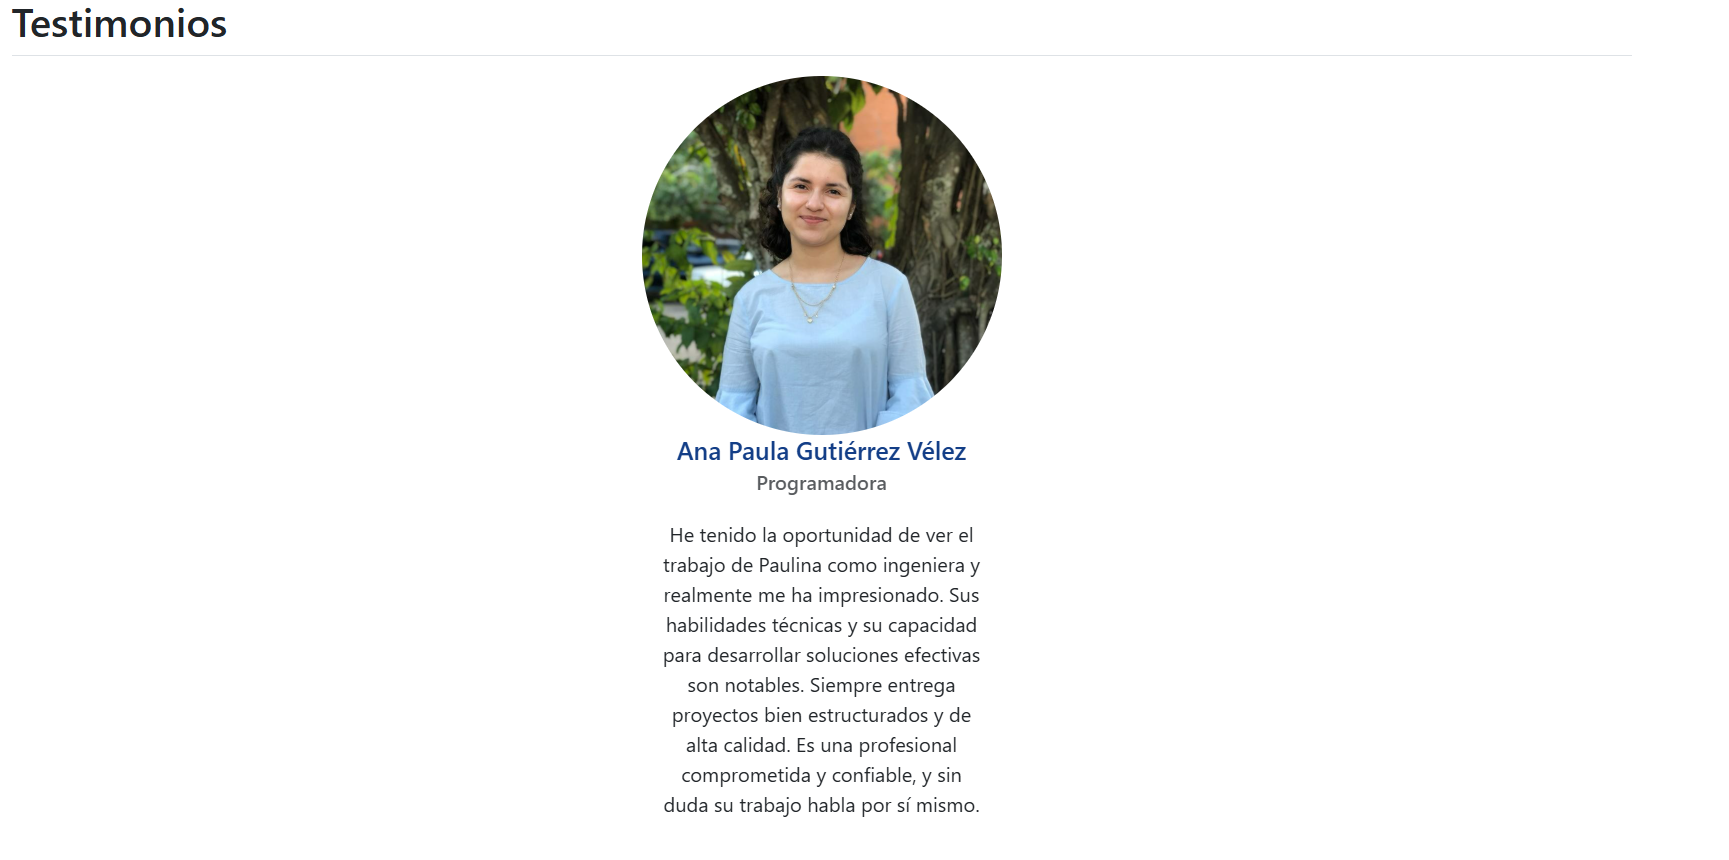 Testimonios
Ana Paula Gutiérrez Vélez
Programadora
He tenido la oportunidad de ver el
trabajo de Paulina como ingeniera y
realmente me ha impresionado. Sus
habilidades técnicas y su capacidad
para desarrollar soluciones efectivas
son notables. Siempre entrega
proyectos bien estructurados y de
alta calidad. Es una profesional
comprometida y confiable, y sin
duda su trabajo habla por sí mismo.